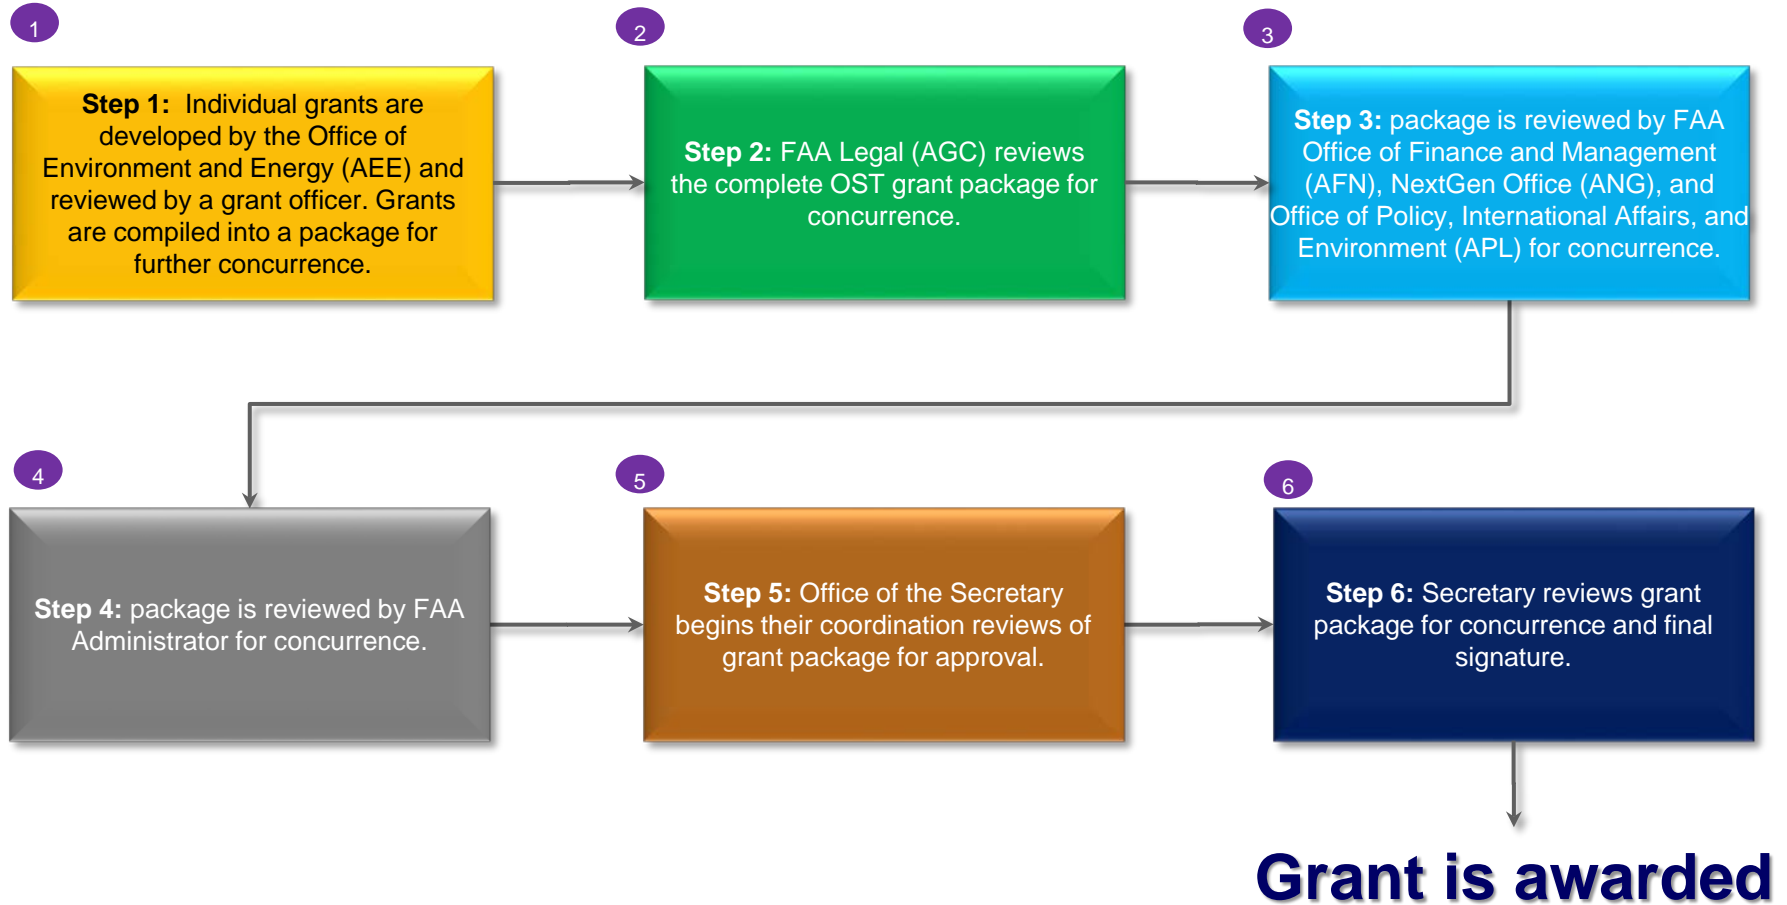 1
Step 1: Individual grants are
developed by the Office of
Environment and Energy (AEE) and
reviewed by a grant officer. Grants
are compiled into a package for
further concurrence.
2
Step 2: FAA Legal (AGC) reviews
the complete OST grant package for
concurrence.
3
Step 3: package is reviewed by FAA
Office of Finance and Management
(AFN), NextGen Office (ANG), and
Office of Policy, International Affairs, and
Environment (APL) for concurrence.
4
Step 4: package is reviewed by FAA
Administrator for concurrence.
5
Step 5: Office of the Secretary
begins their coordination reviews of
grant package for approval.
6
Step 6: Secretary reviews grant
package for concurrence and final
signature.
Grant is awarded